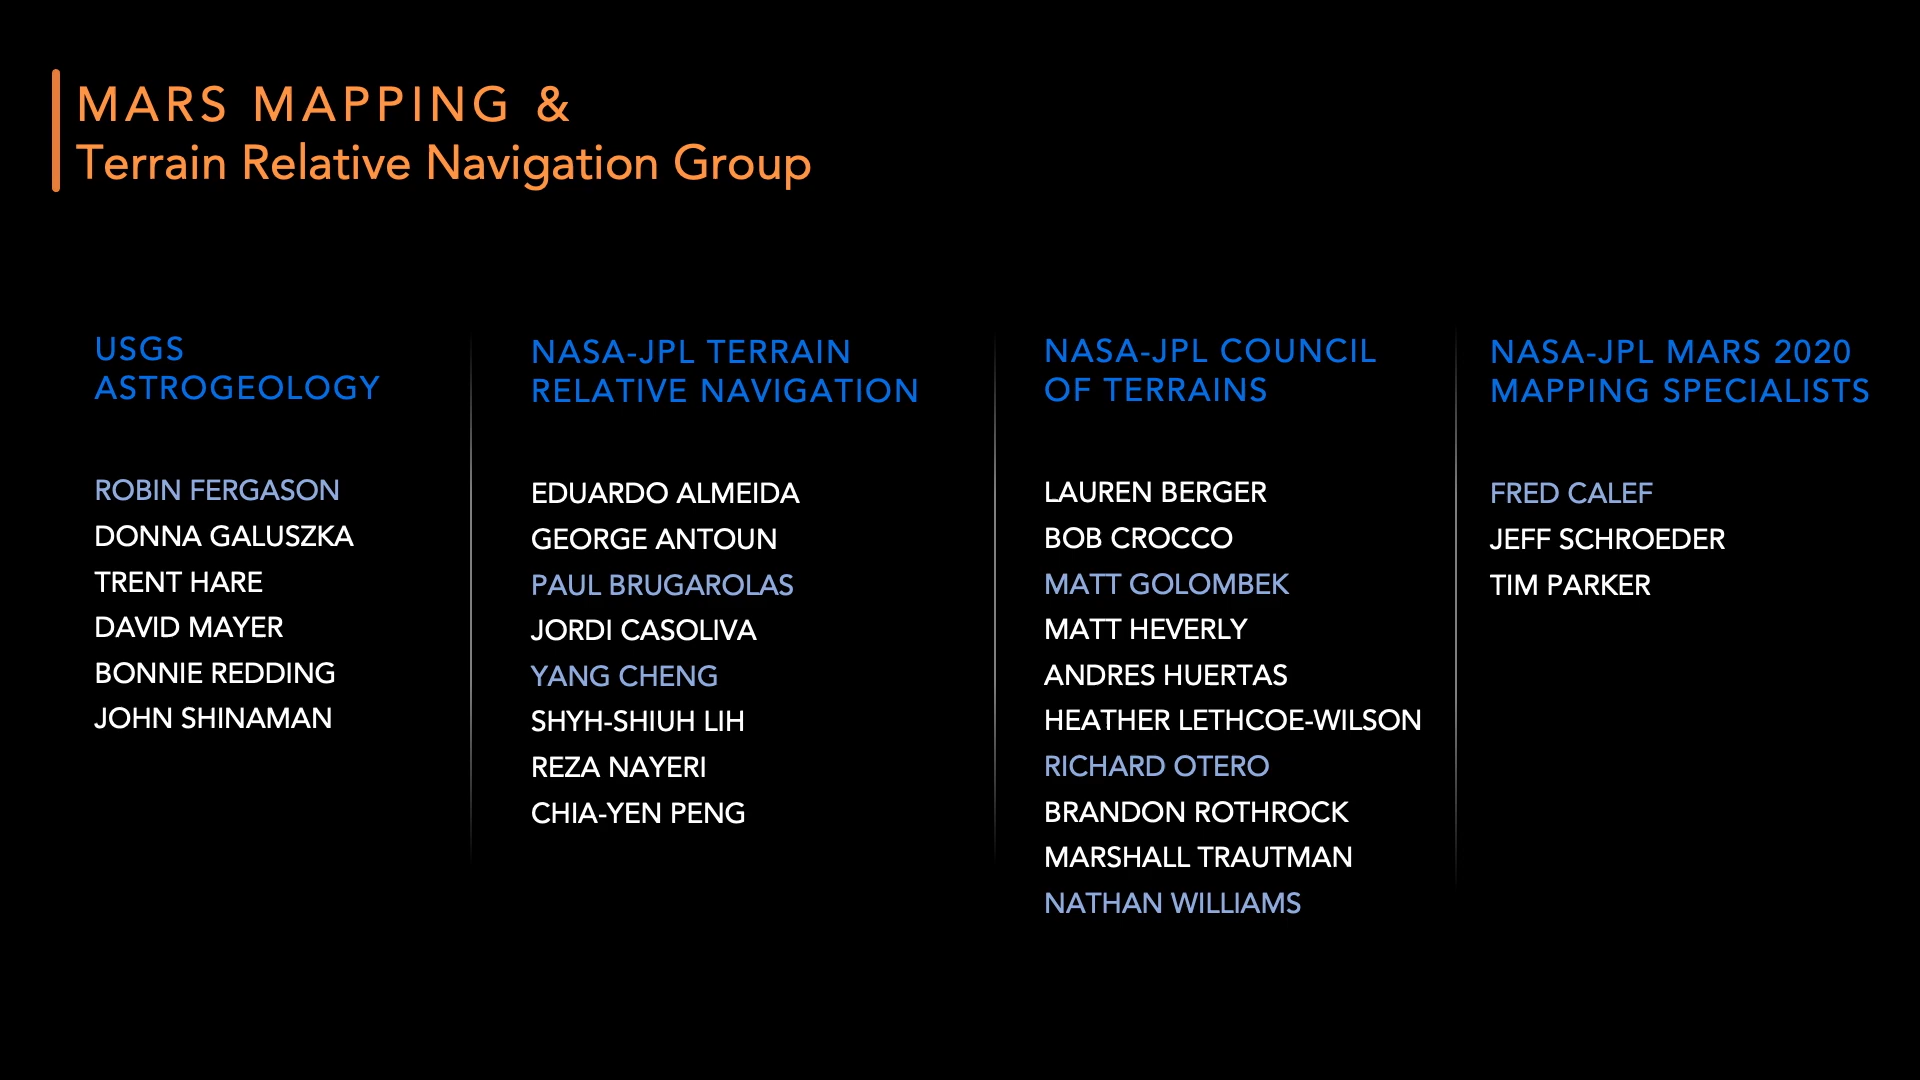 MARS MAPPING &
Terrain Relative Navigation Group
USGS
ASTROGEOLOGY
ROBIN FERGASON
DONNA GALUSZKA
TRENT HARE
DAVID MAYER
BONNIE REDDING
JOHN SHINAMAN
NASA-JPL TERRAIN
RELATIVE NAVIGATION
EDUARDO ALMEIDA
GEORGE ANTOUN
PAUL BRUGAROLAS
JORDI CASOLIVA
YANG CHENG
SHYH-SHIUH LIH
REZA NAYERI
CHIA-YEN PENG
NASA-JPL COUNCIL
OF TERRAINS
LAUREN BERGER
BOB CROCCO
MATT GOLOMBEK
MATT HEVERLY
ANDRES HUERTAS
HEATHER LETHCOE-WILSON
RICHARD OTERO
BRANDON ROTHROCK
MARSHALL TRAUTMAN
NATHAN WILLIAMS
NASA-JPL MARS 2020
MAPPING SPECIALISTS
FRED CALEF
JEFF SCHROEDER
TIM PARKER